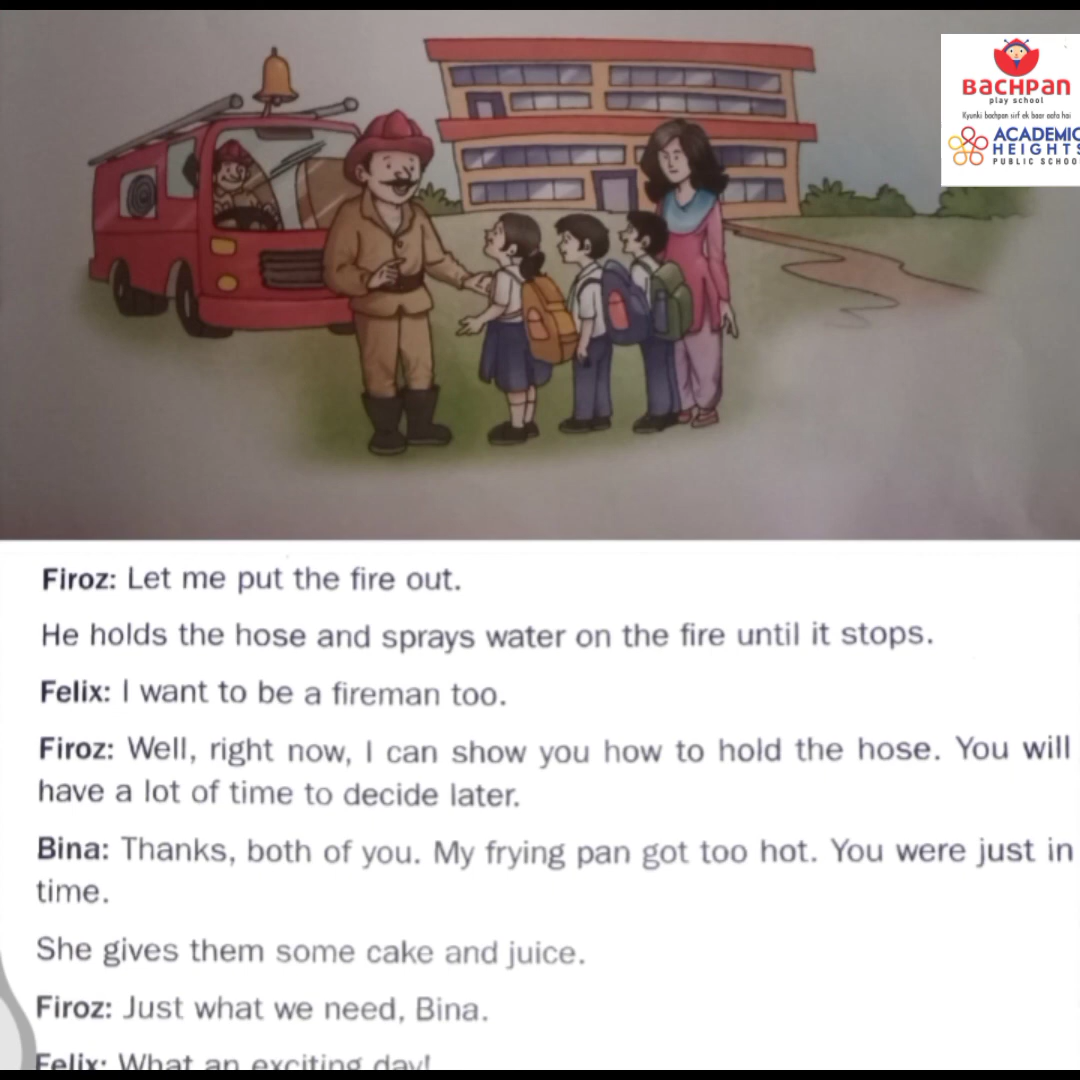 BACHPAN
play school
Kyunki bachpan sirf ek baar aata hai
ACADEMIC
HEIGHTS
PUBLIC SCHOO
Firoz: Let me put the fire out.
He holds the hose and sprays water on the fire until it stops.
Felix: I want to be a fireman too.
Firoz: Well, right now, I can show you how to hold the hose. You will
have a lot of time to decide later.
Bina: Thanks, both of you. My frying pan got too hot. You were just in
time.
She gives them some cake and juice.
Firoz: Just what we need, Bina.
Felix: What an exciting day!